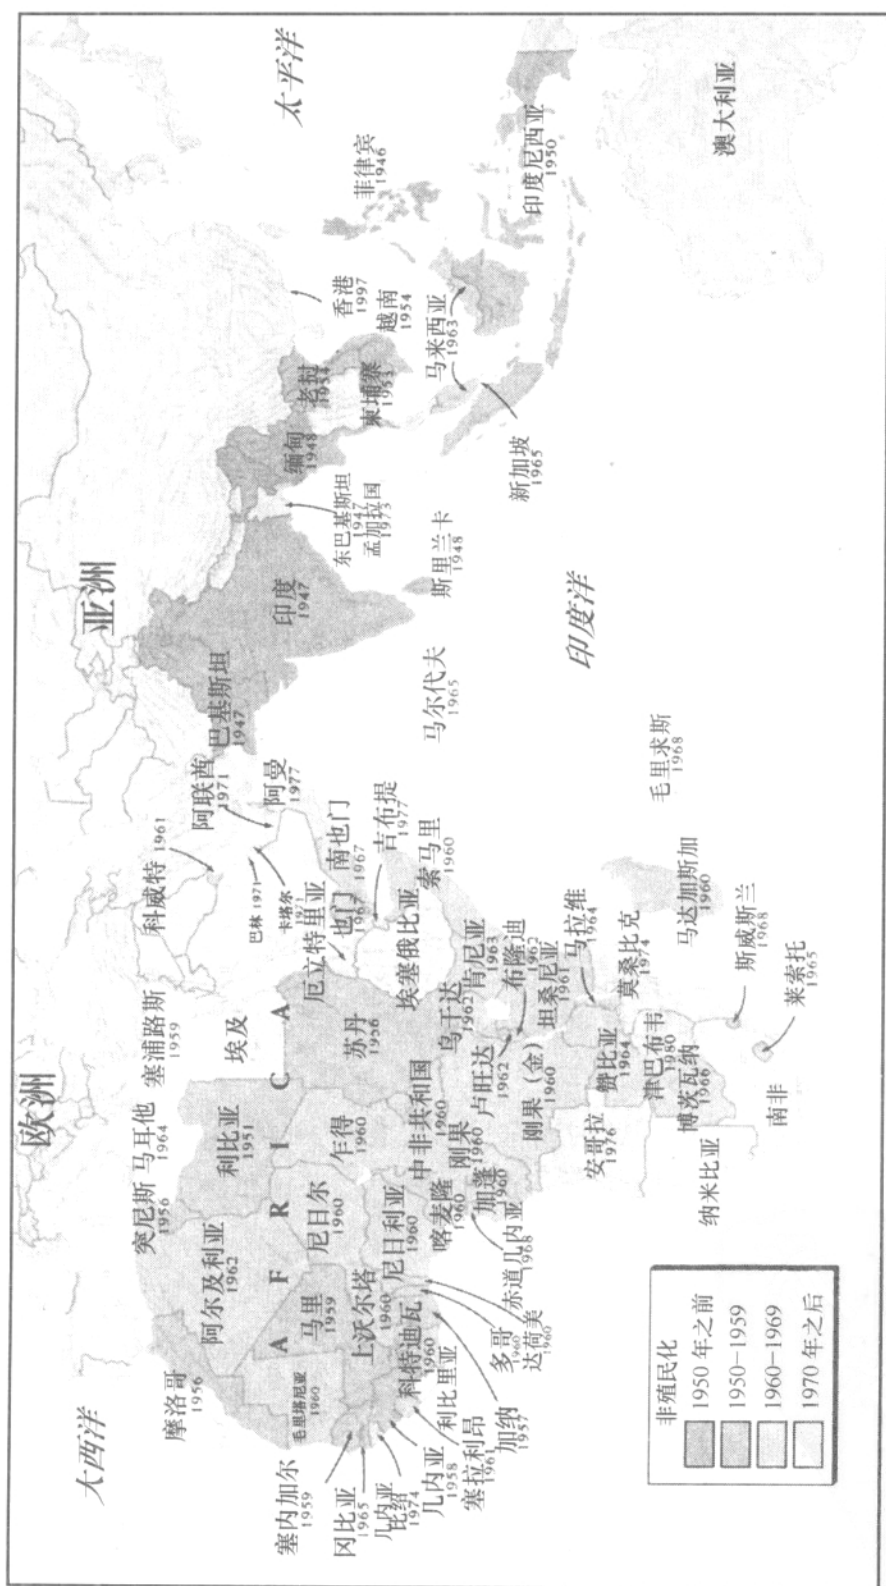 太平洋
大西洋
印度洋
欧洲
亚洲
A F R I C A
菲律宾
1946
印度尼西亚
1950
澳大利亚
香港
1997
越南
1954
老挝
1954
柬埔寨
1953
马来西亚
1963
新加坡
1965
缅甸
1948
东巴基斯坦
1947
孟加拉国
1973
斯里兰卡
1948
印度
1947
巴基斯坦
1947
马尔代夫
1965
毛里求斯
1968
阿联酋
1971
阿曼
1977
科威特 1961
巴林 1971
卡塔尔
1971
南也门
1967
也门
吉布提
1977
索马里
1960
厄立特里亚
埃塞俄比亚
塞浦路斯
1959
埃及
苏丹
1956
乌干达
1962
肯尼亚
1963
布隆迪
1962
坦桑尼亚
1961
马拉维
1964
莫桑比克
1974
马达加斯加
1960
斯威斯兰
1968
莱索托
1965
卢旺达
1962
刚果（金）
1960
赞比亚
1964
津巴布韦
1980
博茨瓦纳
1966
南非
纳米比亚
安哥拉
1976
中非共和国
1960
刚果
1960
加蓬
1960
喀麦隆
1960
赤道几内亚
1968
乍得
1960
利比亚
1951
马耳他
1964
突尼斯
1956
阿尔及利亚
1962
尼日尔
1960
尼日利亚
1960
马里
1959
上沃尔塔
1960
科特迪瓦
1960
多哥
1960
达荷美
1960
加纳
1957
利比里亚
塞拉利昂
1961
几内亚
1958
几内亚
比绍
1974
冈比亚
1965
塞内加尔
1959
毛里塔尼亚
1960
摩洛哥
1956
非殖民化
1950 年之前
1950–1959
1960–1969
1970 年之后